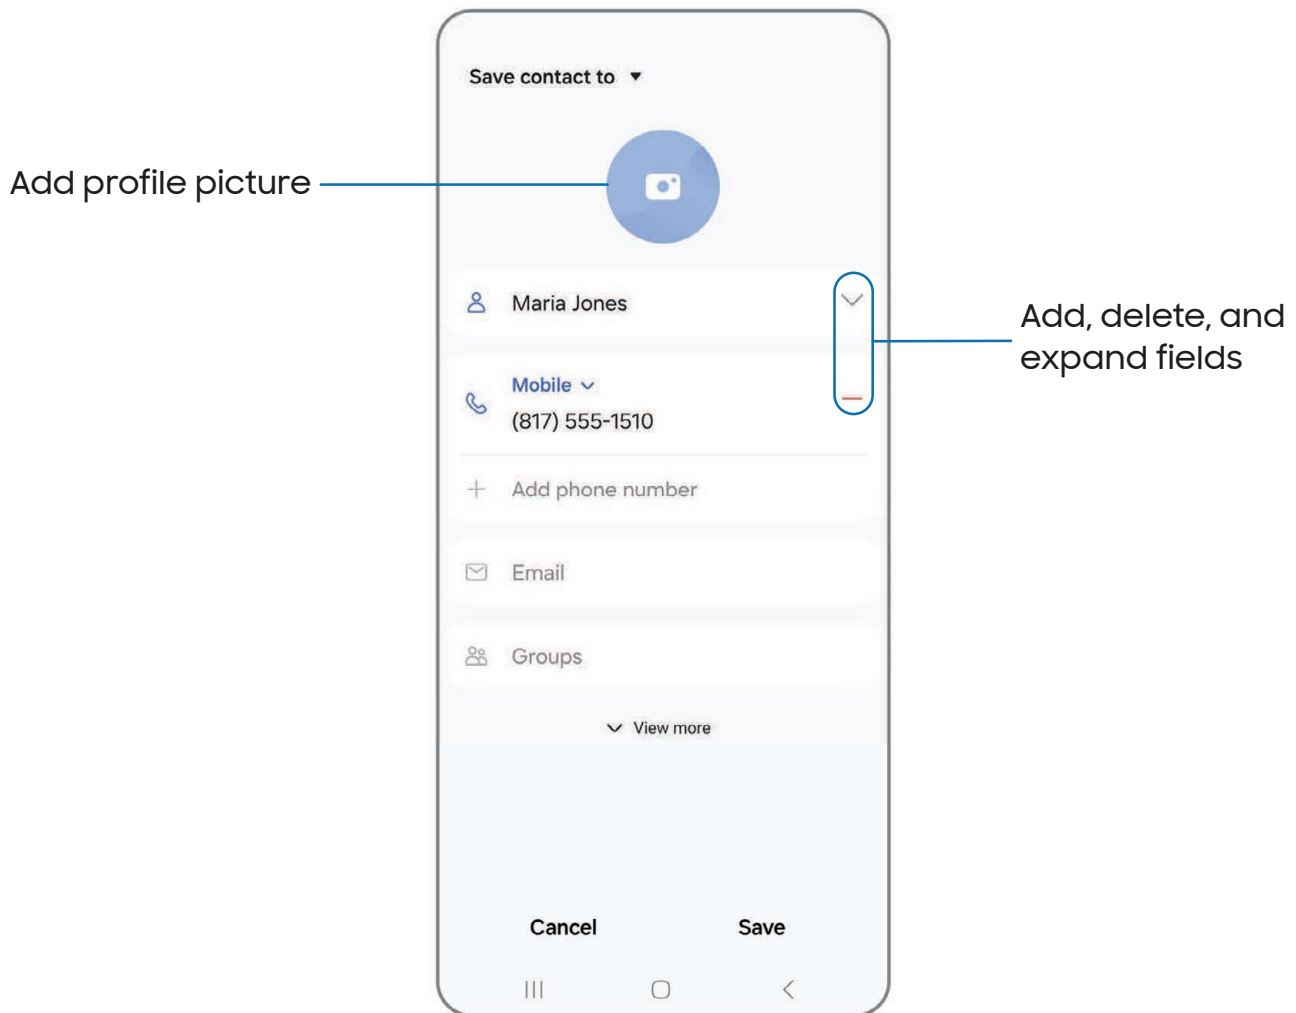 Save contact to
Add profile picture
Maria Jones
Add, delete, and
expand fields
Mobile
(817) 555-1510
Add phone number
Email
Groups
View more
Cancel
Save